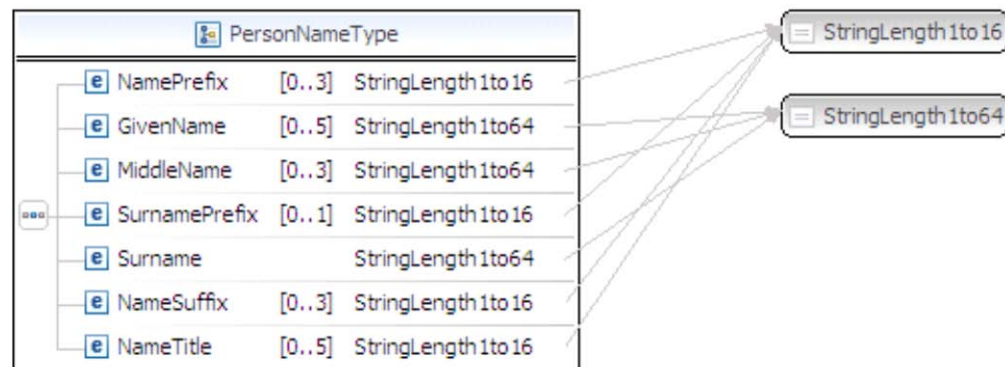 PersonNameType
e NamePrefix [0..3] StringLength1to16
e GivenName [0..5] StringLength1to64
e MiddleName [0..3] StringLength1to64
e SurnamePrefix [0..1] StringLength1to16
e Surname StringLength1to64
e NameSuffix [0..3] StringLength1to16
e NameTitle [0..5] StringLength1to16
StringLength1to16
StringLength1to64